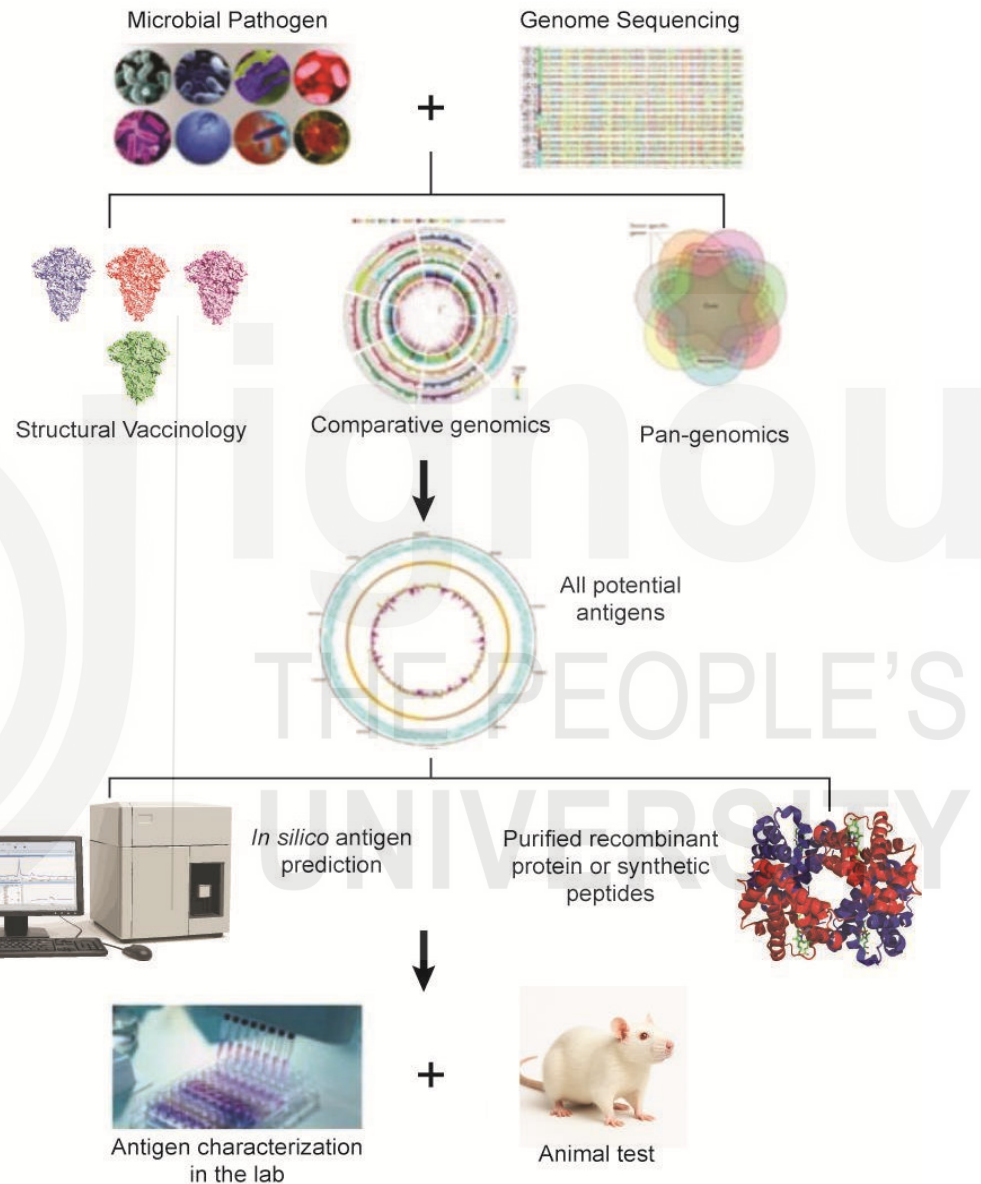 Microbial Pathogen
Genome Sequencing
+
Structural Vaccinology
Comparative genomics
Pan-genomics
Core
All potential
antigens
In silico antigen
prediction
Purified recombinant
protein or synthetic
peptides
+
Antigen characterization
in the lab
Animal test
ignou
THE PEOPLE'S
UNIVERSITY